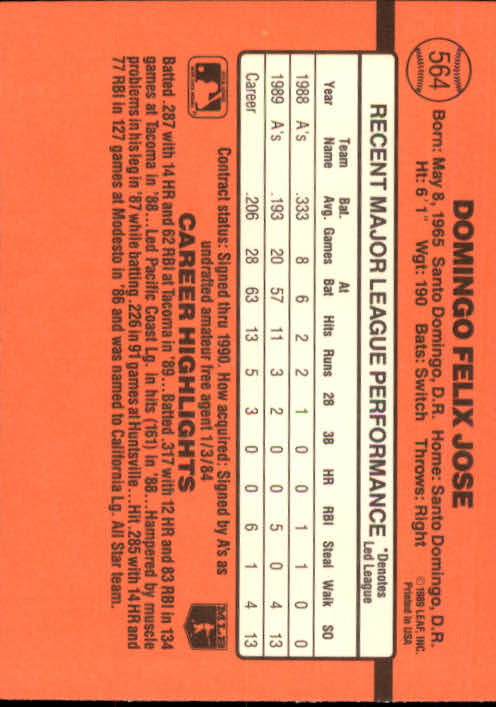 564
DOMINGO FELIX JOSE
Born: May 8, 1965 Santo Domingo, D.R. Home: Santo Domingo, D.R.
Ht: 6' 1" Wgt: 190 Bats: Switch Throws: Right
© 1989 LEAF, INC.
Printed in USA
RECENT MAJOR LEAGUE PERFORMANCE *Denotes Led League
Year Team Name Bat. Avg. Games At Bat Hits Runs 2B 3B HR RBI Steal Walk SO
1988 A's .333 8 6 2 2 1 0 0 1 1 0 0
1989 A's .193 20 57 11 3 2 0 0 5 0 4 13
Career .206 28 63 13 5 3 0 0 6 1 4 13
Contract status: Signed thru 1990. How acquired: Signed by A's as
undrafted amateur free agent 1/3/84
CAREER HIGHLIGHTS
MLB
Batted .287 with 14 HR and 62 RBI at Tacoma in '89...Batted .317 with 12 HR and 83 RBI in 134
games at Tacoma in '88...Led Pacific Coast Lg. in hits (161) in '88...Hampered by muscle
problems in his leg in '87 while batting .226 in 91 games at Huntsville...Hit .285 with 14 HR and
77 RBI in 127 games at Modesto in '86 and was named to California Lg. All Star team.